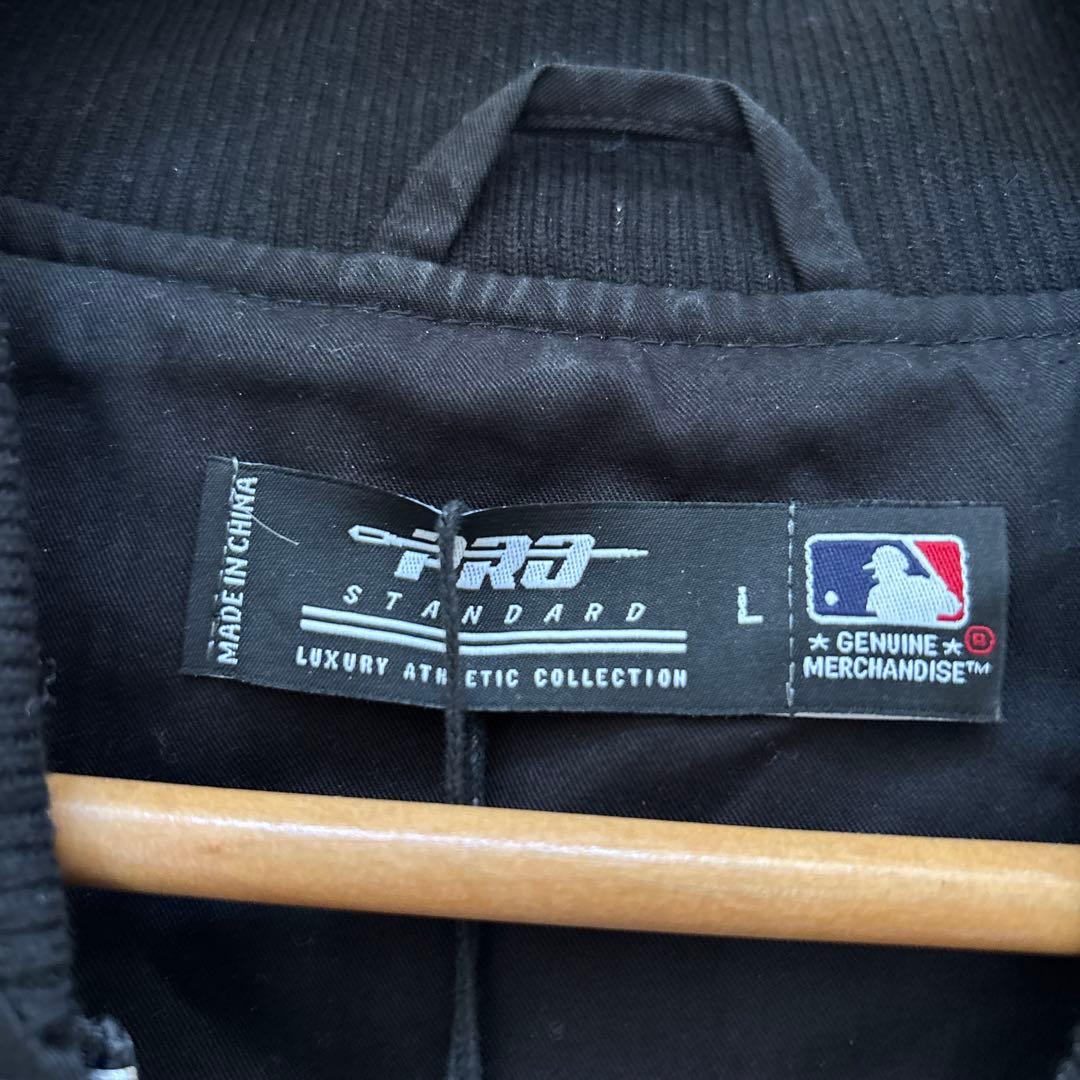 MADE IN CHINA
PRO
STANDARD
LUXURY ATHLETIC COLLECTION
L
★ GENUINE ★ ®
MERCHANDISE™